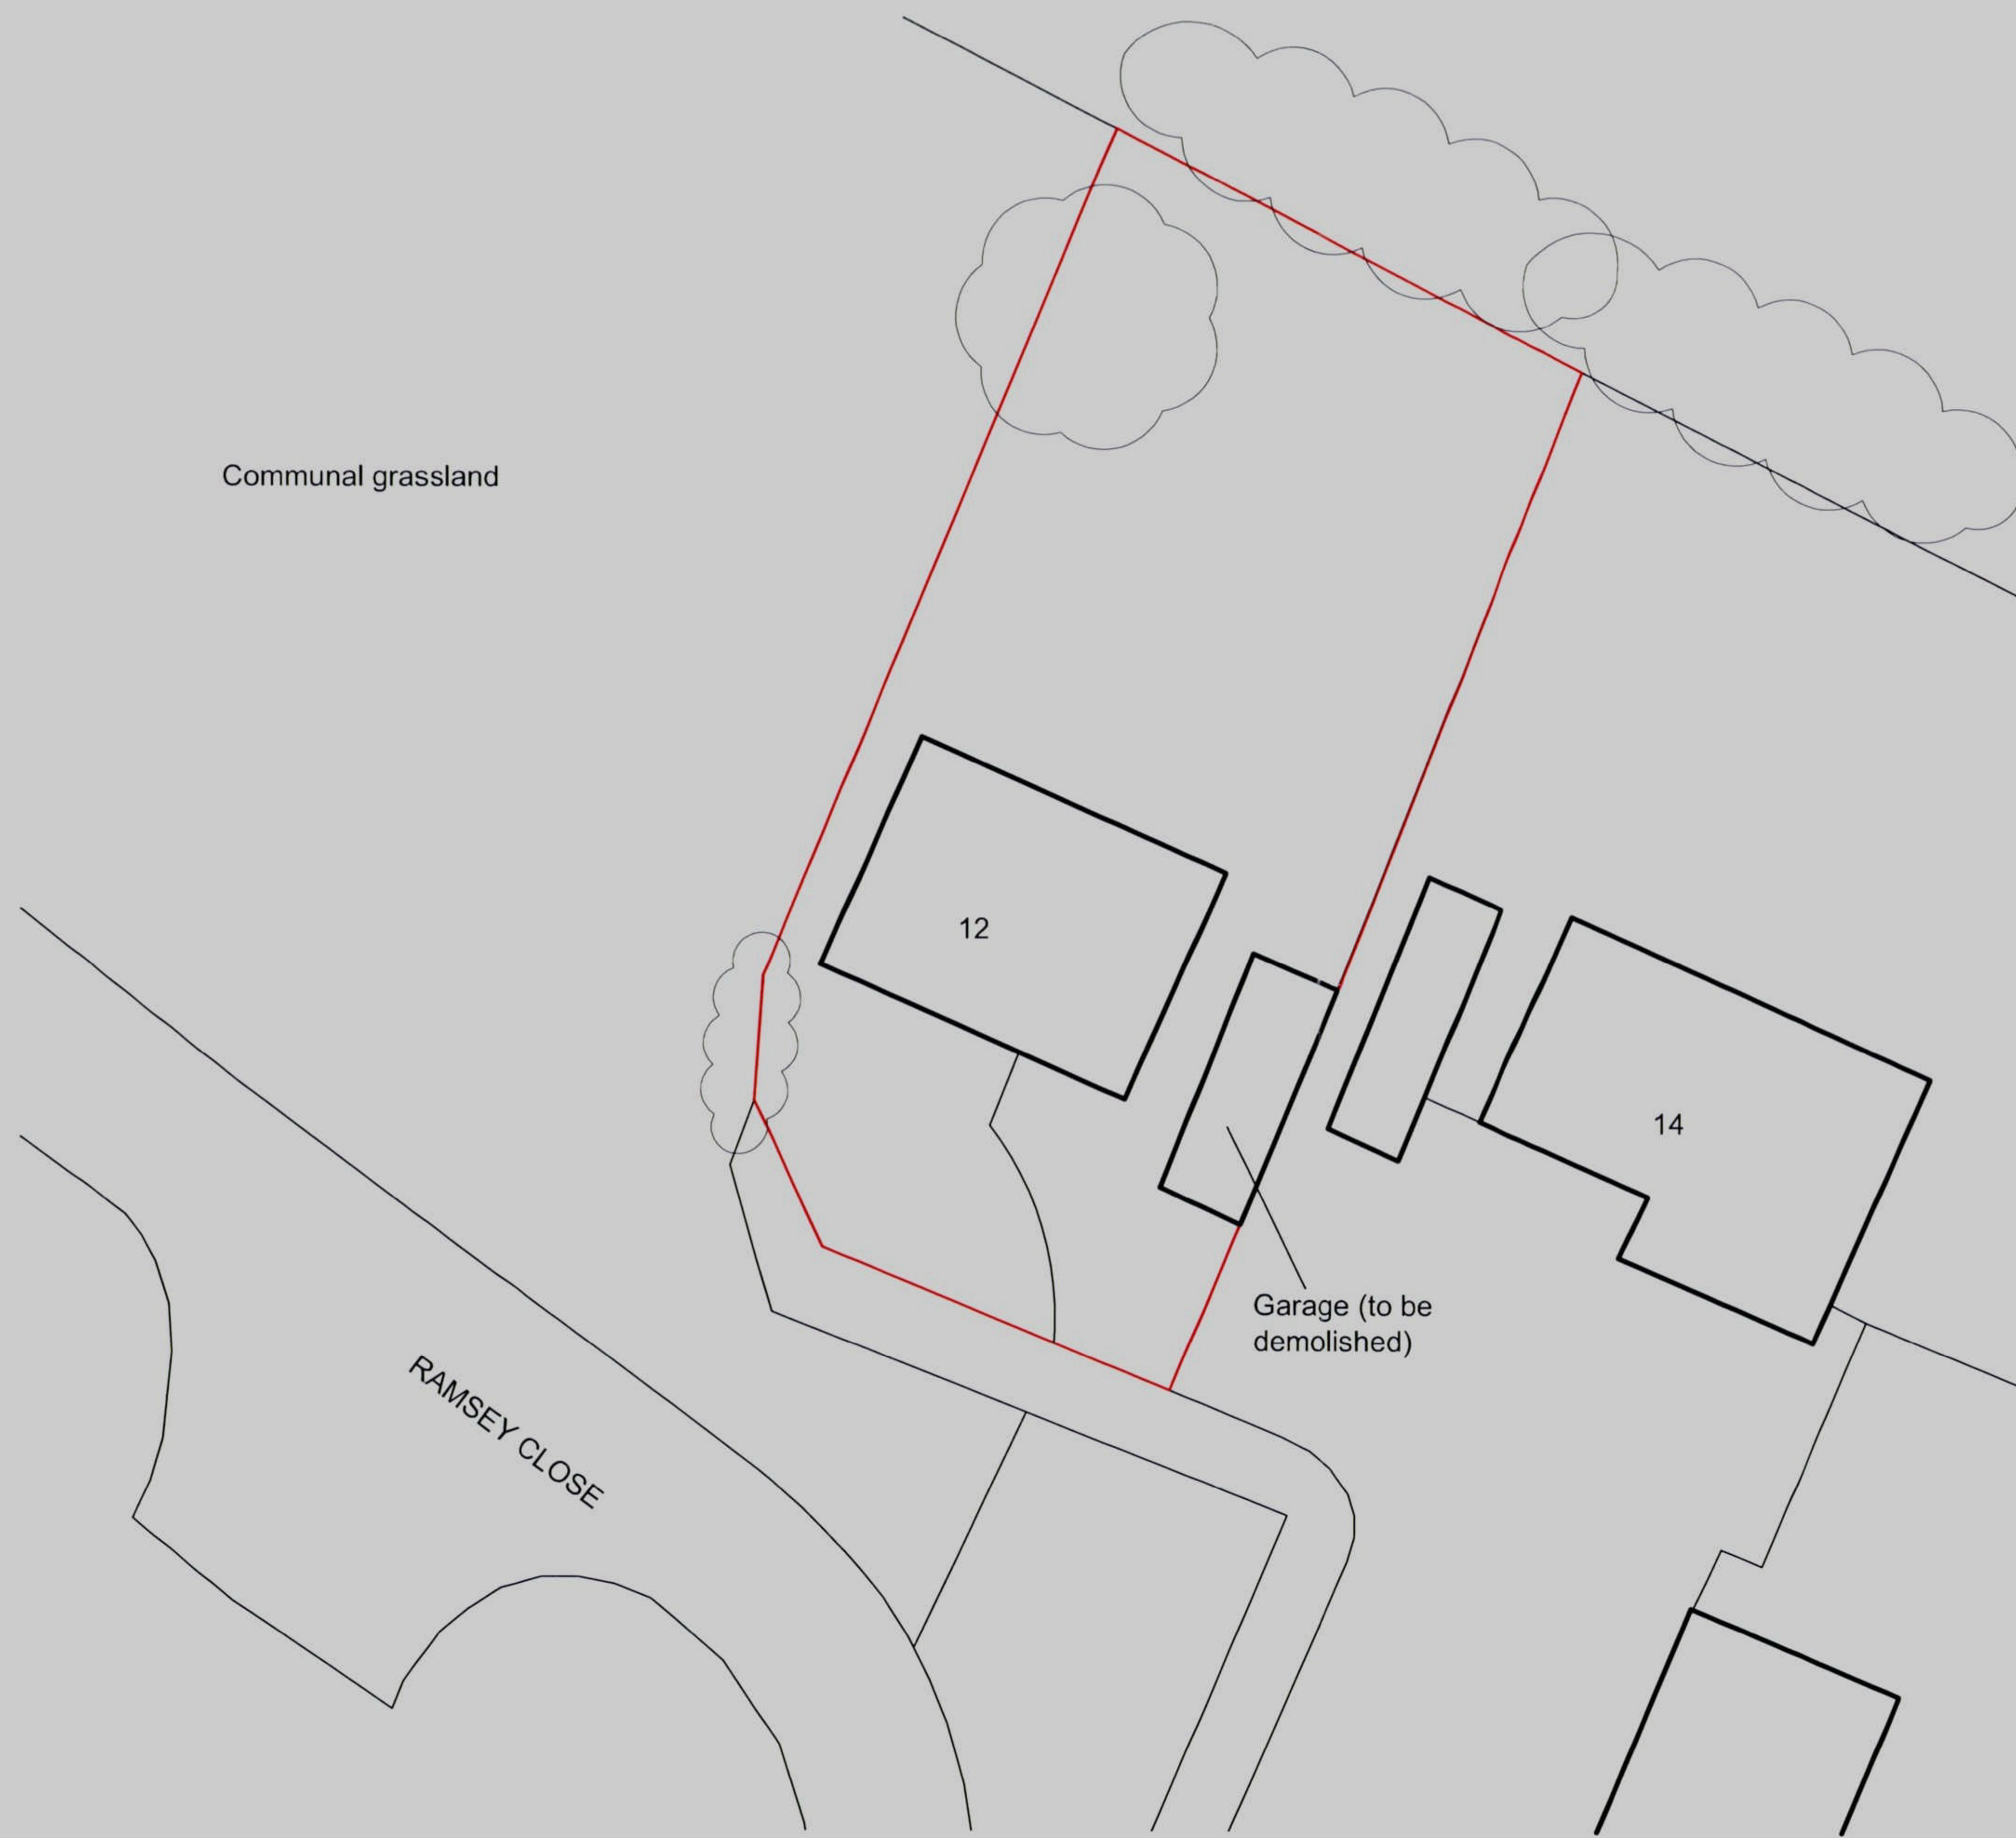 Communal grassland
12
14
Garage (to be
demolished)
RAMSEY CLOSE